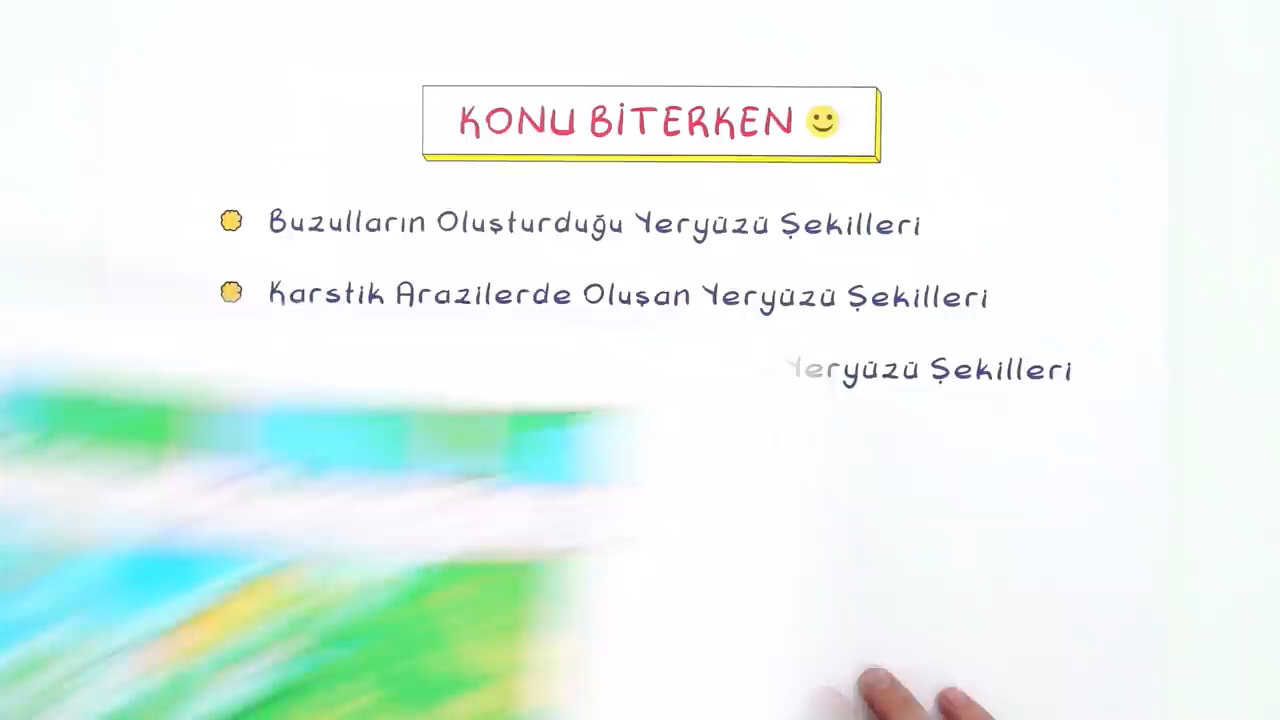 KONU BİTERKEN
Buzulların Oluşturduğu Yeryüzü Şekilleri
Karstik Arazilerde Oluşan Yeryüzü Şekilleri
Yeryüzü Şekilleri